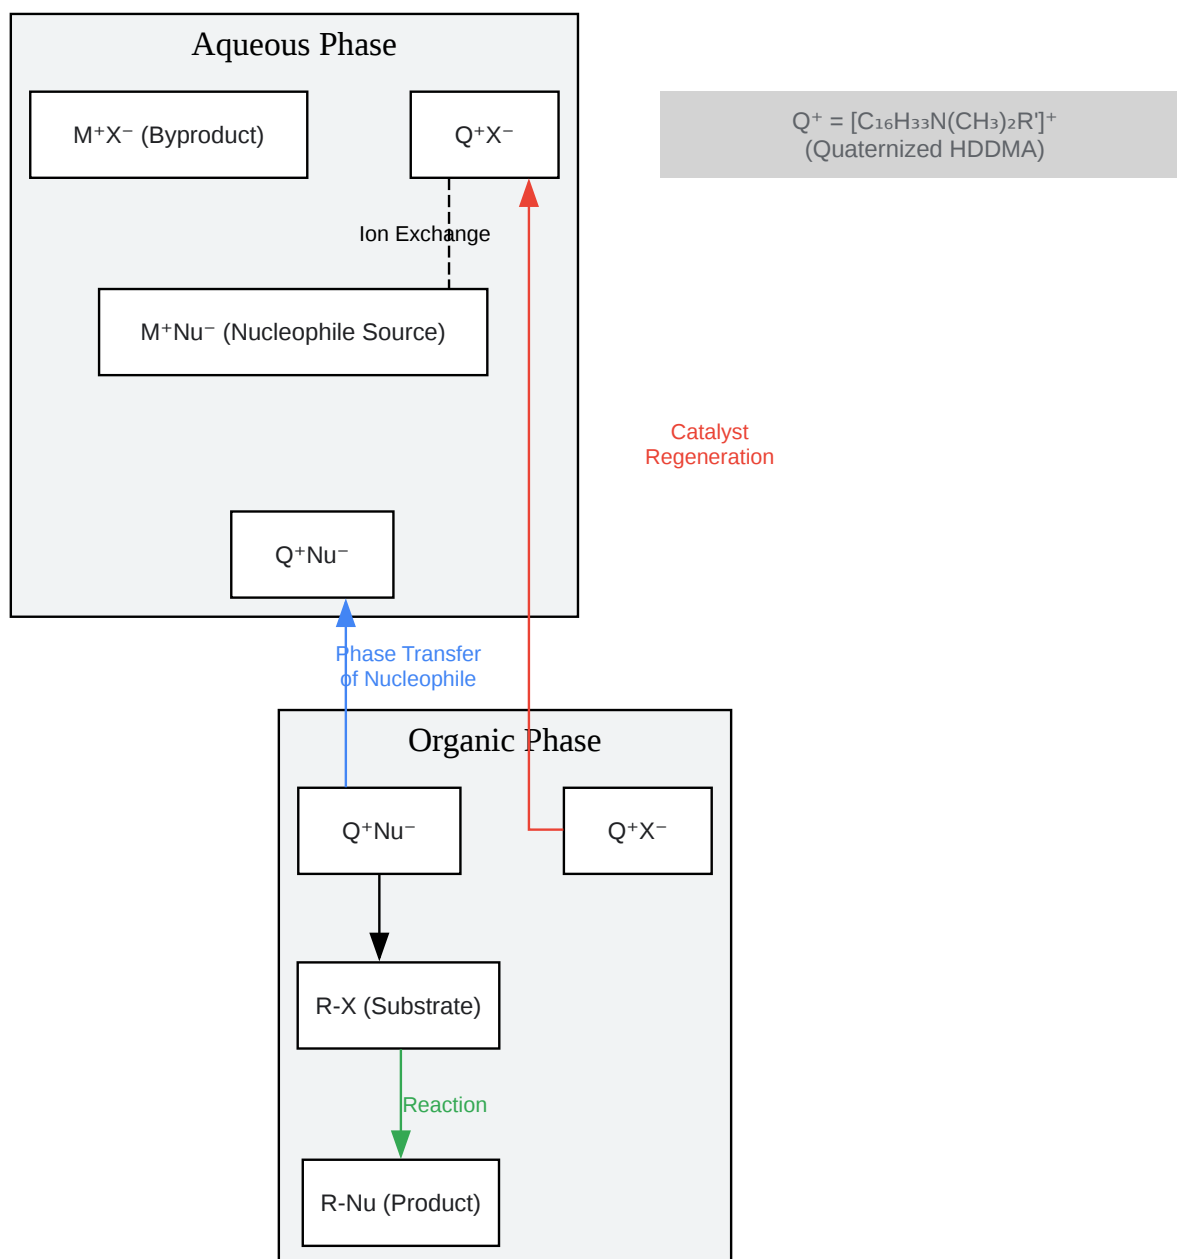 Aqueous Phase
M⁺X⁻ (Byproduct)
Q⁺X⁻
Q⁺ = [C₁₆H₃₃N(CH₃)₂R']⁺
(Quaternized HDDMA)
Ion Exchange
M⁺Nu⁻ (Nucleophile Source)
Catalyst
Regeneration
Q⁺Nu⁻
Phase Transfer
of Nucleophile
Organic Phase
Q⁺Nu⁻
Q⁺X⁻
R-X (Substrate)
Reaction
R-Nu (Product)